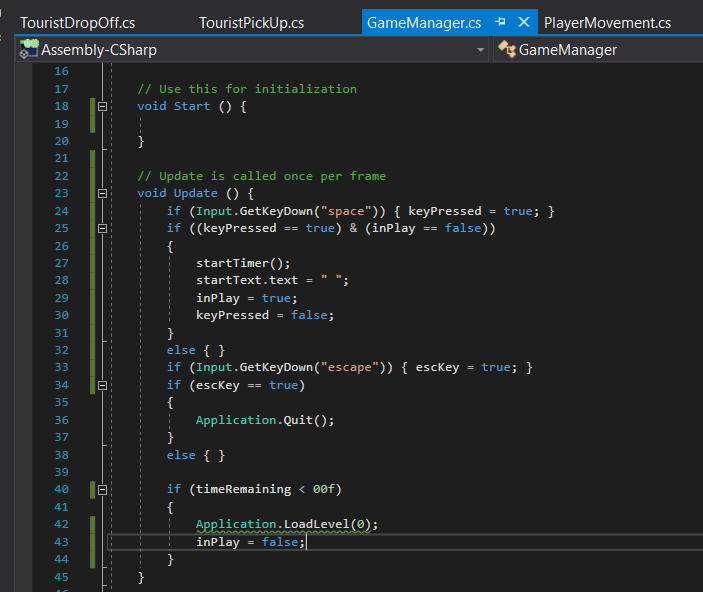 TouristDropOff.cs TouristPickUp.cs GameManager.cs PlayerMovement.cs
Assembly-CSharp GameManager
16
17 // Use this for initialization
18 void Start () {
19
20 }
21
22 // Update is called once per frame
23 void Update () {
24 if (Input.GetKeyDown("space")) { keyPressed = true; }
25 if ((keyPressed == true) & (inPlay == false))
26 {
27 startTimer();
28 startText.text = " ";
29 inPlay = true;
30 keyPressed = false;
31 }
32 else { }
33 if (Input.GetKeyDown("escape")) { escKey = true; }
34 if (escKey == true)
35 {
36 Application.Quit();
37 }
38 else { }
39
40 if (timeRemaining < 00f)
41 {
42 Application.LoadLevel(0);
43 inPlay = false;
44 }
45 }